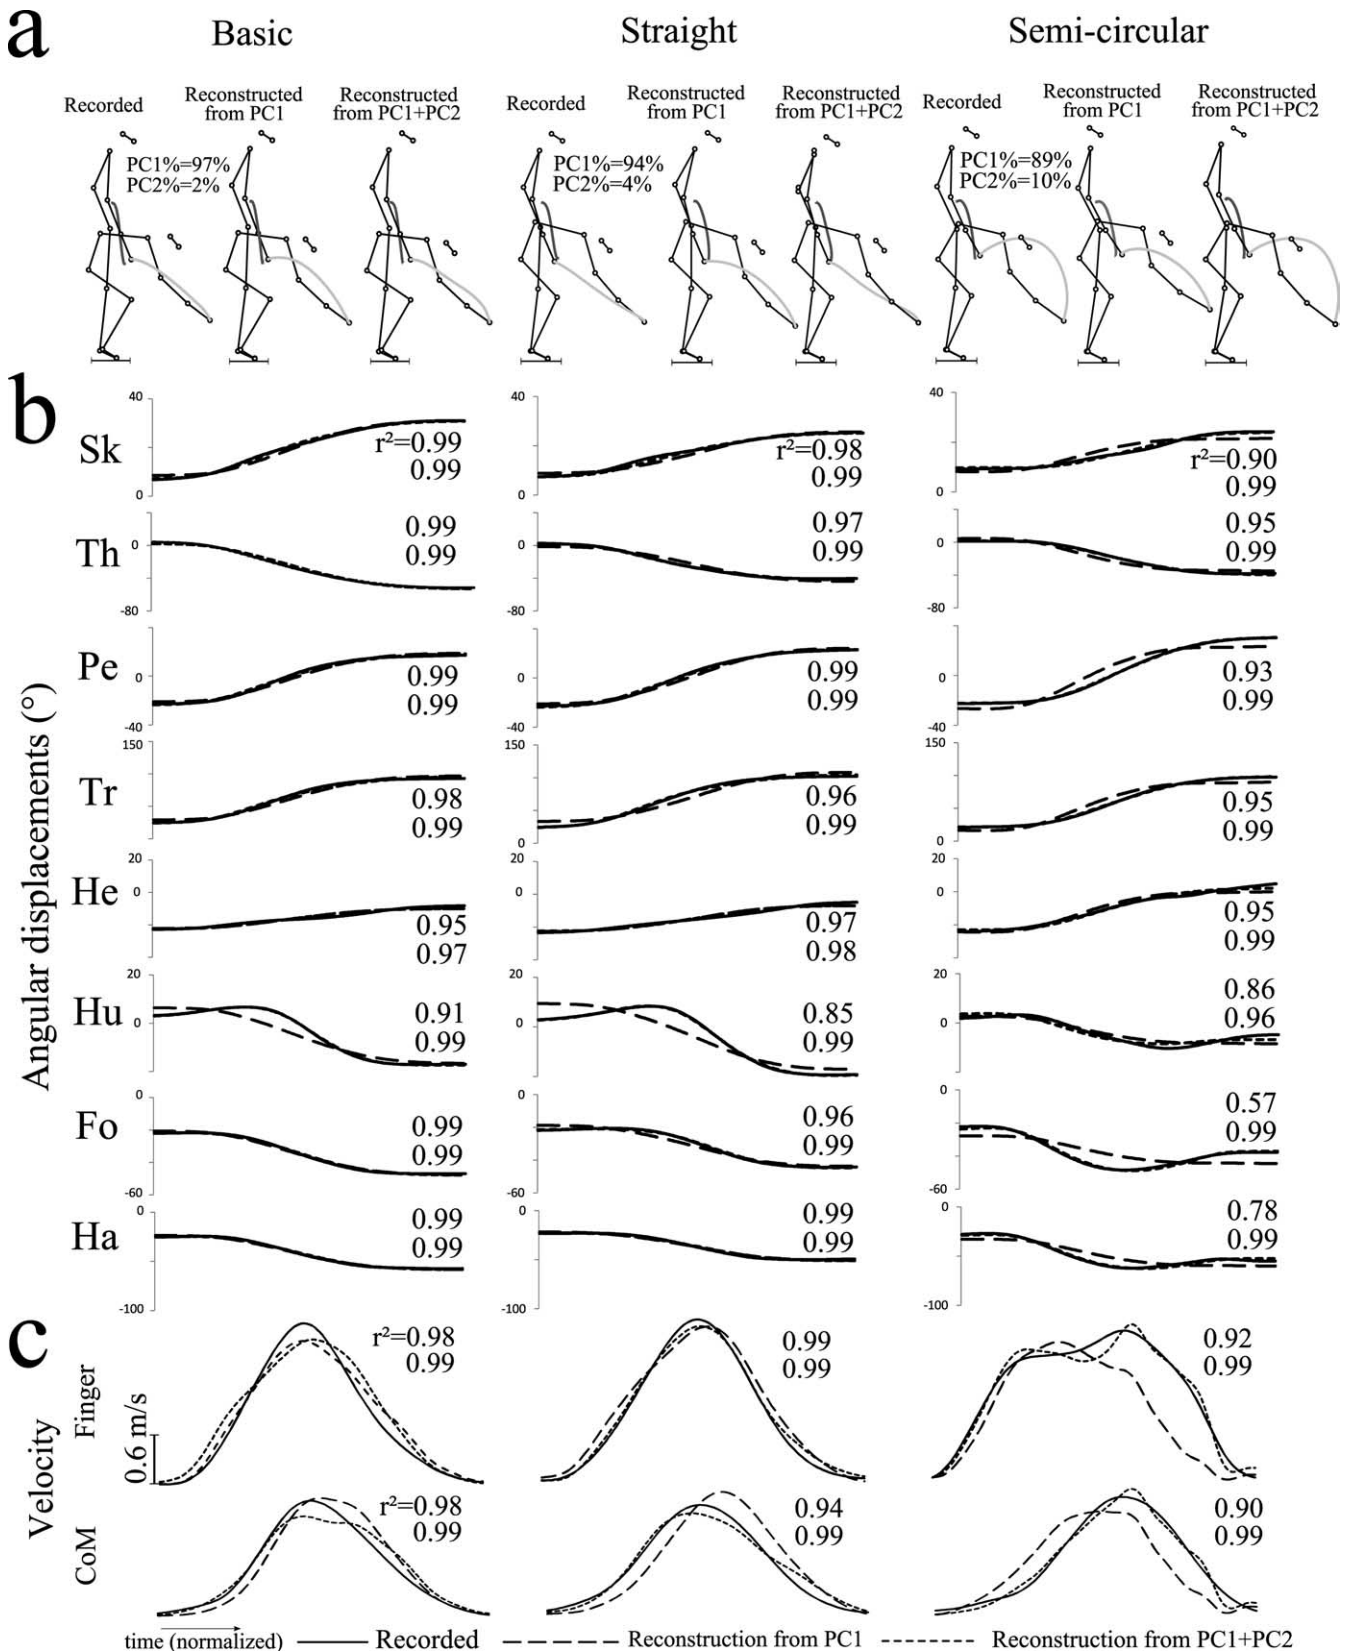 a
Basic
Straight
Semi-circular
Recorded
Reconstructed
from PC1
Reconstructed
from PC1+PC2
Recorded
Reconstructed
from PC1
Reconstructed
from PC1+PC2
Recorded
Reconstructed
from PC1
Reconstructed
from PC1+PC2
PC1%=97%
PC2%=2%
PC1%=94%
PC2%=4%
PC1%=89%
PC2%=10%
b
Angular displacements (°)
Sk
40
0
r²=0.99
0.99
40
0
r²=0.98
0.99
40
0
r²=0.90
0.99
Th
0
-80
0.99
0.99
0
-80
0.97
0.99
0
-80
0.95
0.99
Pe
0
-40
0.99
0.99
0
-40
0.99
0.99
0
-40
0.93
0.99
Tr
150
0.98
0.99
150
0
0.96
0.99
150
0
0.95
0.99
He
20
0
0.95
0.97
20
0
0.97
0.98
20
0
0.95
0.99
Hu
20
0
0.91
0.99
20
0
0.85
0.99
20
0
0.86
0.96
Fo
0
-60
0.99
0.99
0
-60
0.96
0.99
0
-60
0.57
0.99
Ha
0
-100
0.99
0.99
0
-100
0.99
0.99
0
-100
0.78
0.99
c
Velocity
Finger
0.6 m/s
r²=0.98
0.99
0.99
0.99
0.92
0.99
CoM
r²=0.98
0.99
0.94
0.99
0.90
0.99
time (normalized)
Recorded
Reconstruction from PC1
Reconstruction from PC1+PC2